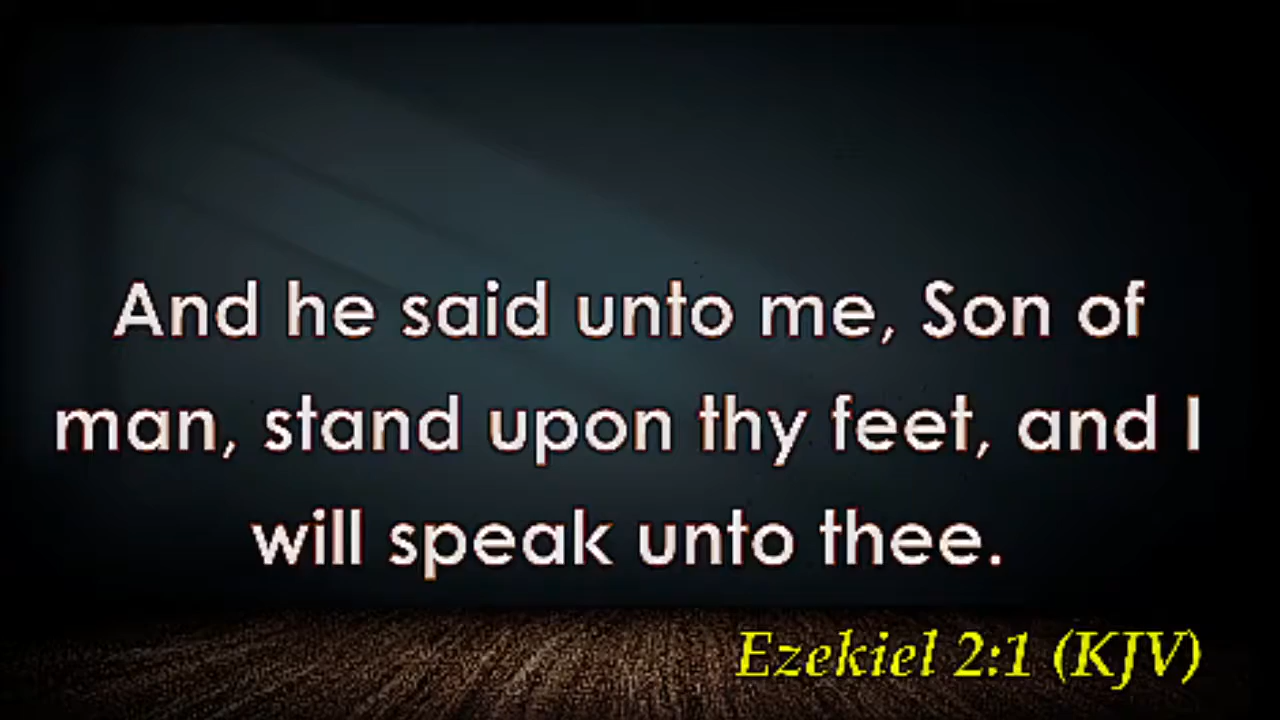 And he said unto me, Son of
man, stand upon thy feet, and I
will speak unto thee.
Ezekiel 2:1 (KJV)